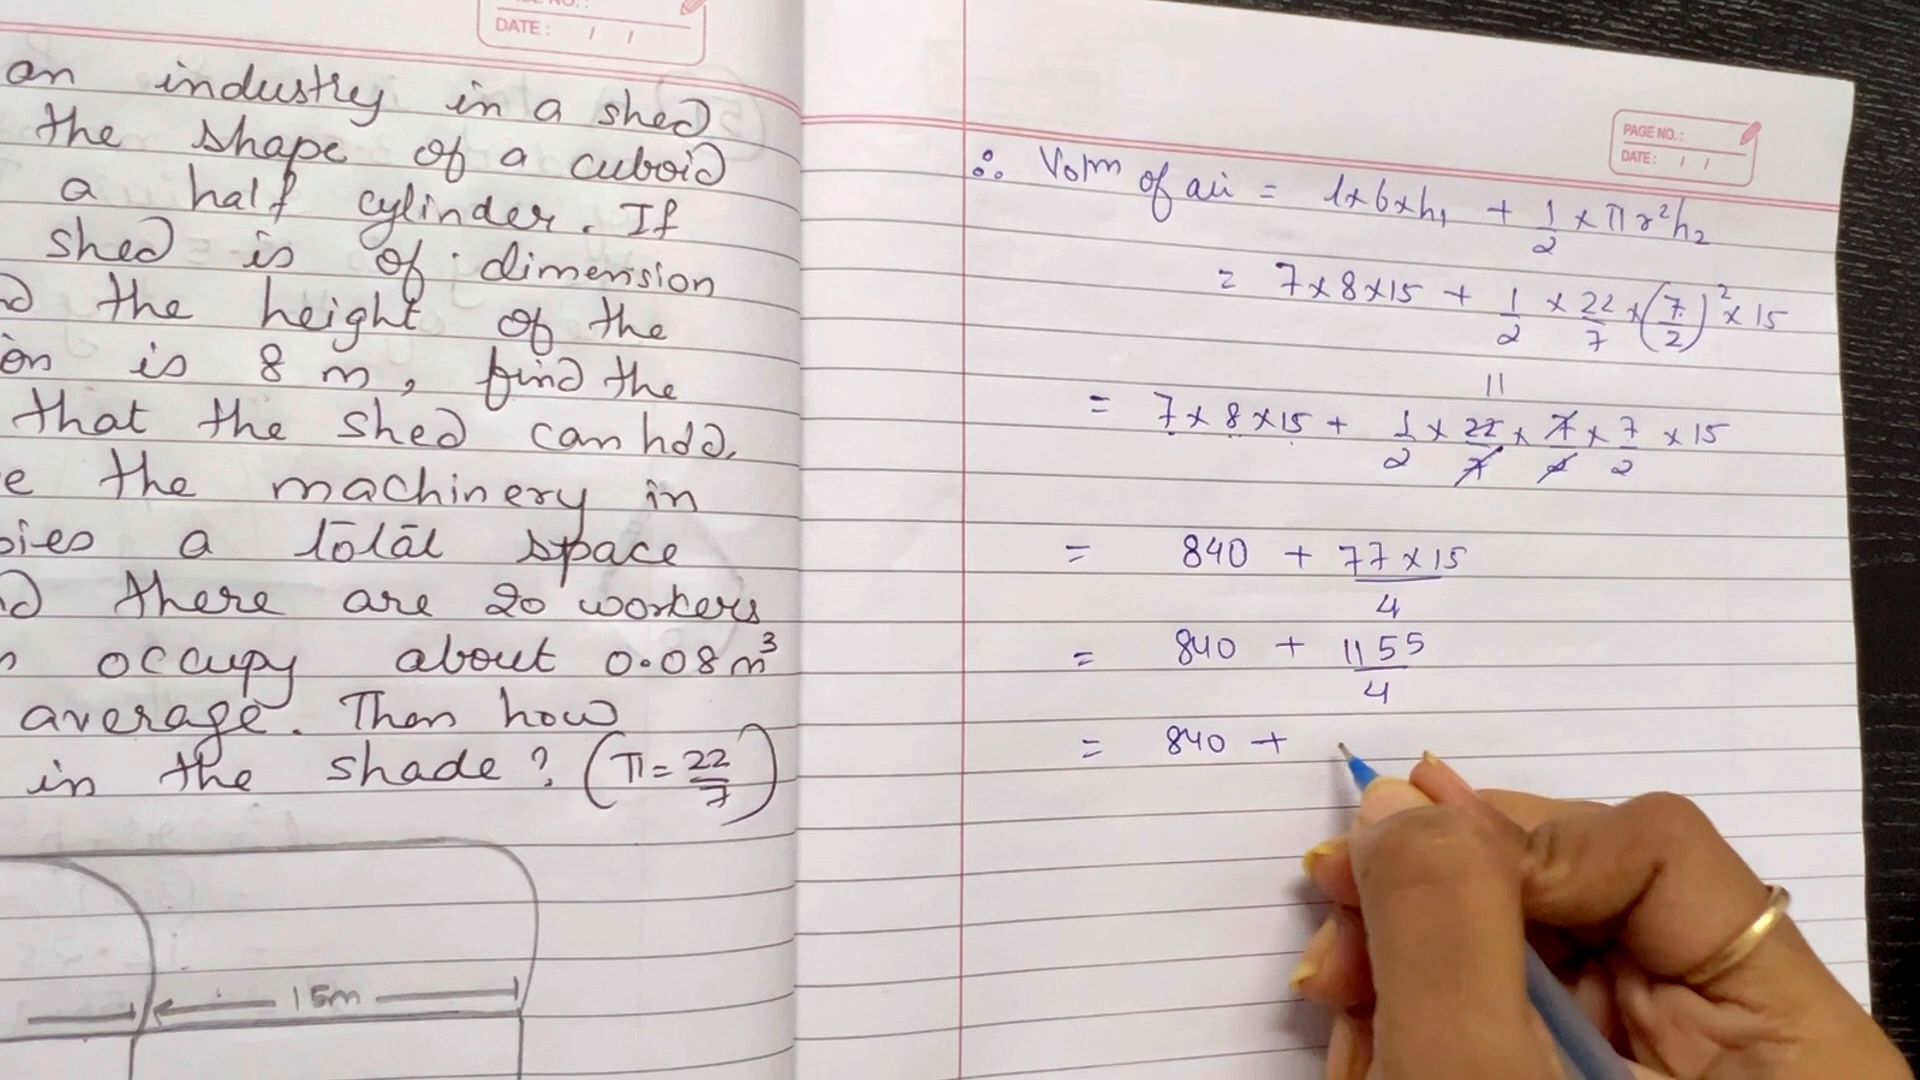 DATE : / /
an industry in a shed
the shape of a cuboid
a half cylinder. If
shed is of dimension
the height of the
is 8 m, find the
that the shed can hold.
e the machinery in
pies a total space
there are 20 workers
occupy about 0.08 m³
average. Then how
in the shade? (π = 22/7)
15m
PAGE NO. :
DATE : / /
∴ Volm of air = l×b×h₁ + 1/2 × πr²h₂
= 7×8×15 + 1/2 × 22/7 × (7/2)² × 15
11
= 7×8×15 + 1/2 × 22/7 × 7/2 × 7/2 × 15
= 840 + 77×15/4
= 840 + 1155/4
= 840 +